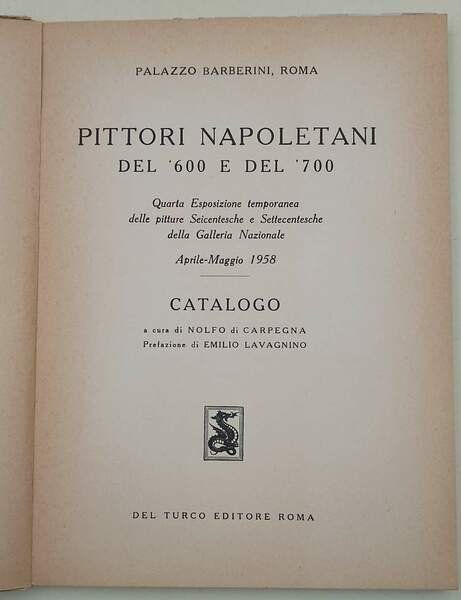 PALAZZO BARBERINI, ROMA
PITTORI NAPOLETANI
DEL '600 E DEL '700
Quarta Esposizione temporanea
delle pitture Seicentesche e Settecentesche
della Galleria Nazionale
Aprile-Maggio 1958
CATALOGO
a cura di NOLFO di CARPEGNA
Prefazione di EMILIO LAVAGNINO
DEL TURCO EDITORE ROMA